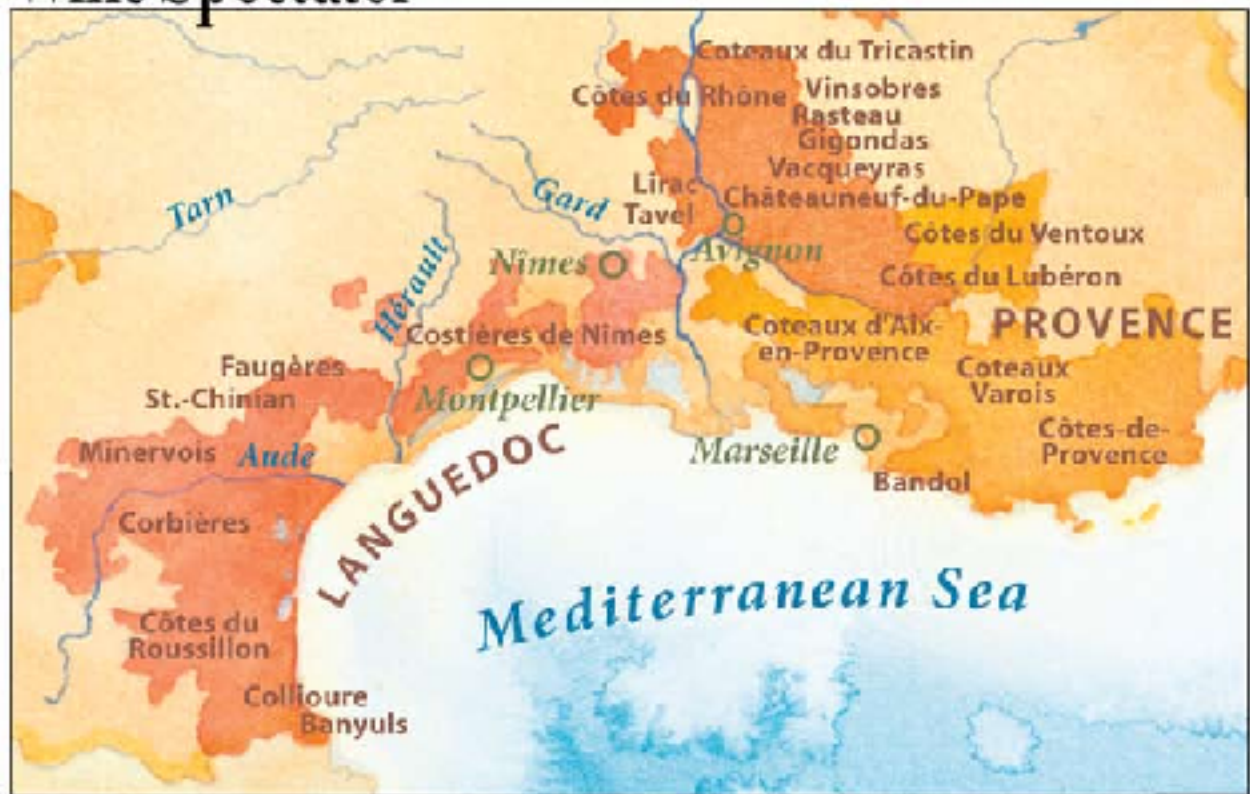 Wine Spectator
Coteaux du Tricastin
Côtes du Rhône
Vinsobres
Rasteau
Gigondas
Vacqueyras
Lirac
Tavel
Châteauneuf-du-Pape
Avignon
Côtes du Ventoux
Côtes du Lubéron
Tarn
Gard
Hérault
Nîmes
Costières de Nîmes
PROVENCE
Coteaux d'Aix-
en-Provence
Coteaux
Varois
Côtes-de-
Provence
Faugères
St.-Chinian
Montpellier
Minervois
Aude
Marseille
Bandol
LANGUEDOC
Corbières
Mediterranean Sea
Côtes du
Roussillon
Collioure
Banyuls